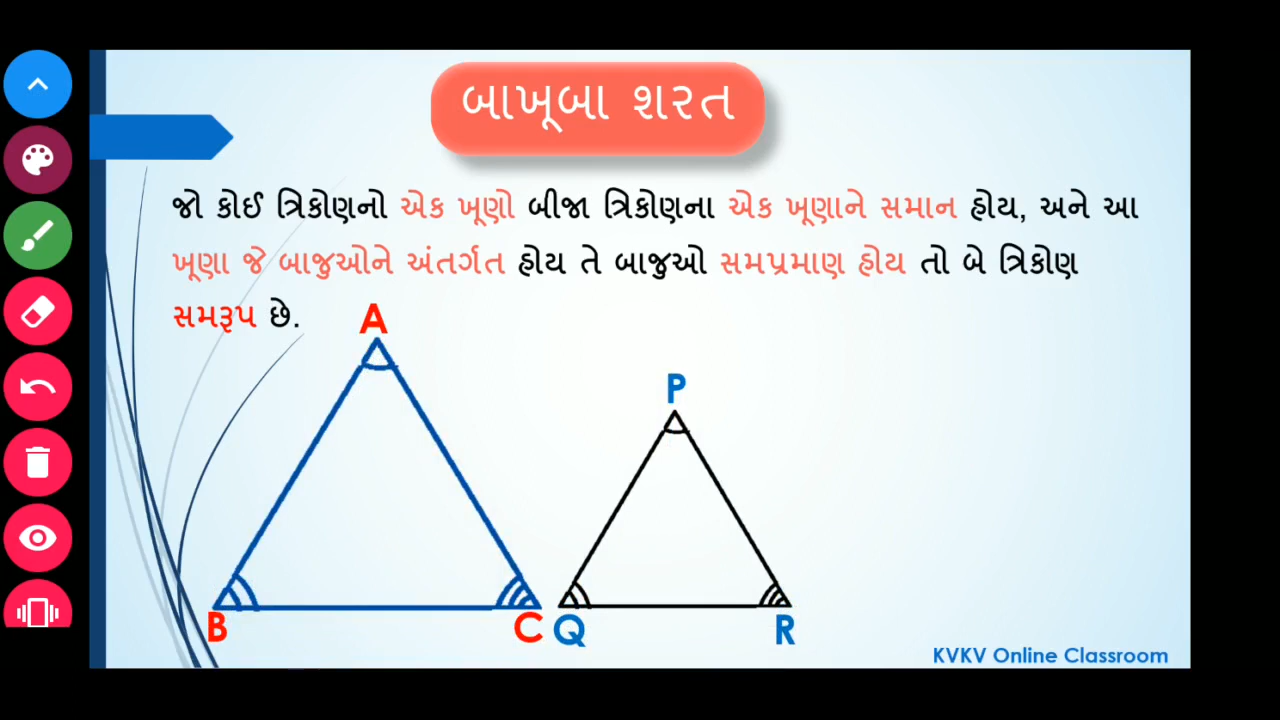 બાખૂબા શરત
જો કોઈ ત્રિકોણનો એક ખૂણો બીજા ત્રિકોણના એક ખૂણાને સમાન હોય, અને આ
ખૂણા જે બાજુઓને અંતર્ગત હોય તે બાજુઓ સમપ્રમાણ હોય તો બે ત્રિકોણ
સમરૂપ છે.
A
P
B
C
Q
R
KVKV Online Classroom